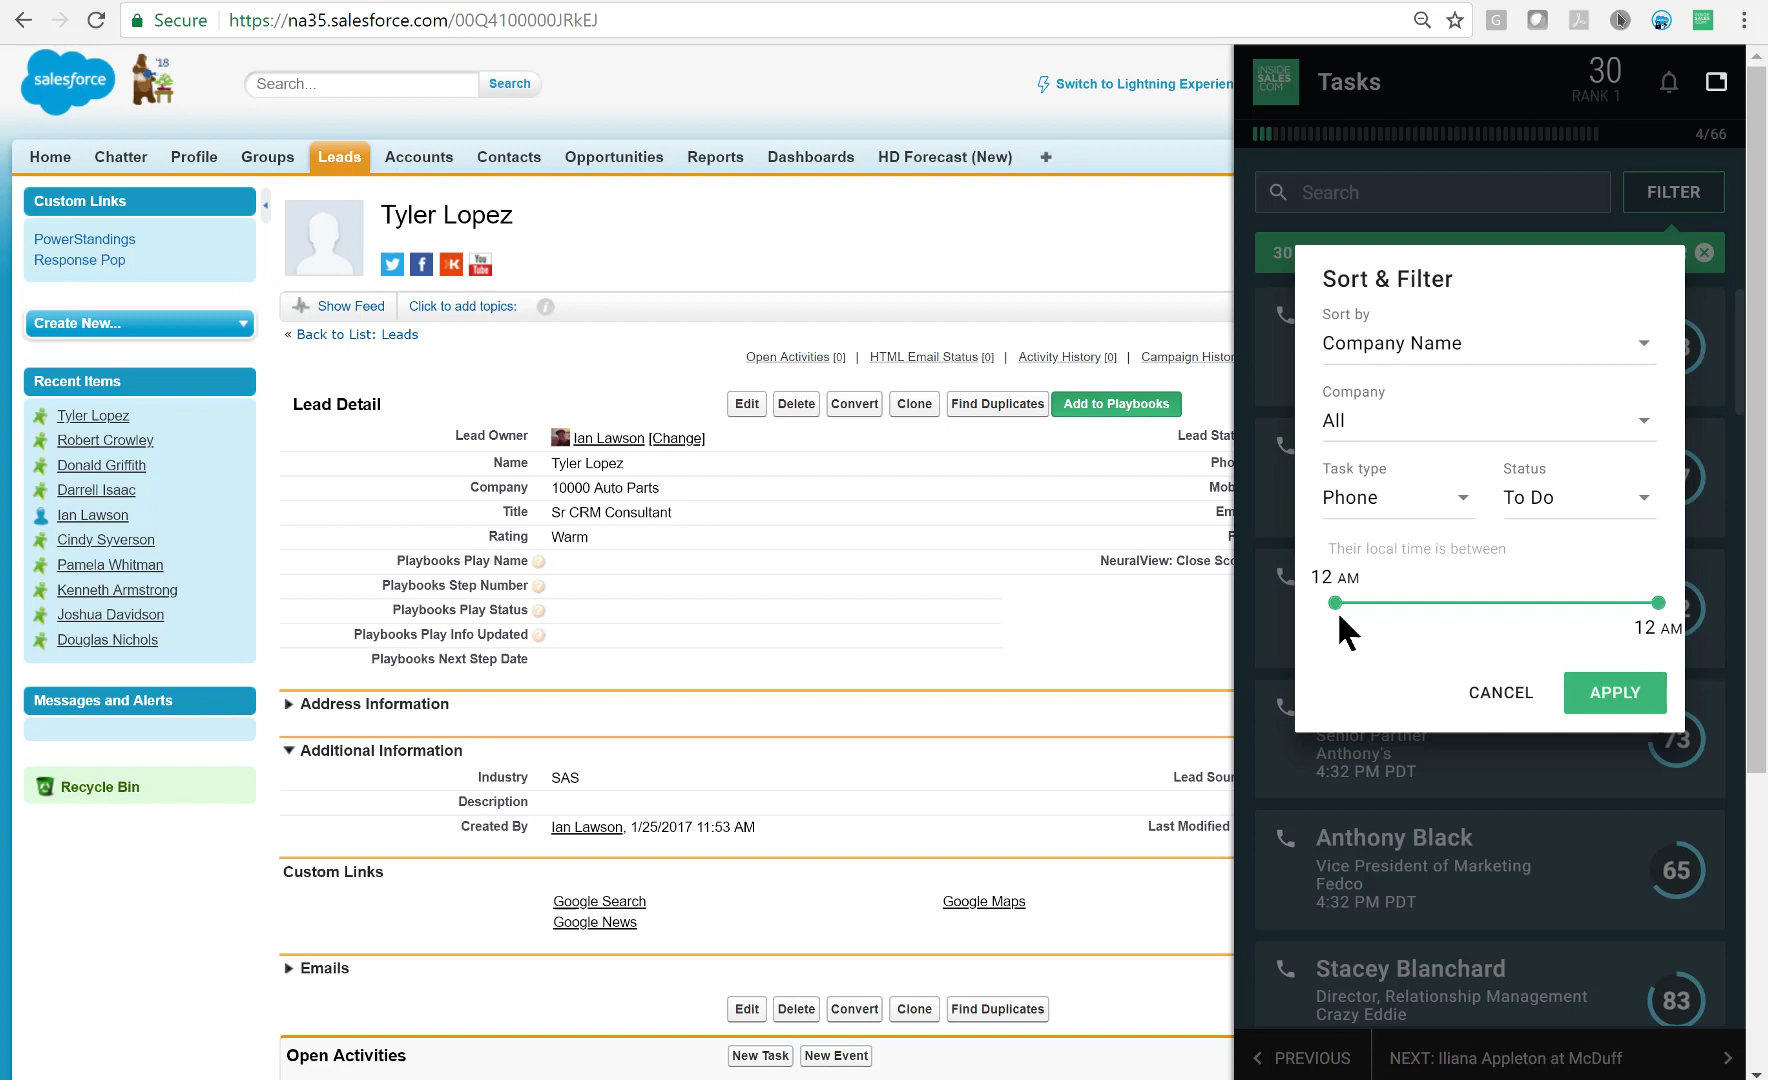 Secure https://na35.salesforce.com/00Q4100000JRkEJ
salesforce
'18
Search...
Search
Switch to Lightning Experien
Home Chatter Profile Groups Leads Accounts Contacts Opportunities Reports Dashboards HD Forecast (New) +
Custom Links
PowerStandings
Response Pop
Create New...
Recent Items
Tyler Lopez
Robert Crowley
Donald Griffith
Darrell Isaac
Ian Lawson
Cindy Syverson
Pamela Whitman
Kenneth Armstrong
Joshua Davidson
Douglas Nichols
Messages and Alerts
Recycle Bin
Tyler Lopez
You
Tube
Show Feed Click to add topics:
« Back to List: Leads
Open Activities [0] | HTML Email Status [0] | Activity History [0] | Campaign Histor
Lead Detail
Edit Delete Convert Clone Find Duplicates Add to Playbooks
Lead Owner Ian Lawson [Change] Lead Stat
Name Tyler Lopez Pho
Company 10000 Auto Parts Mob
Title Sr CRM Consultant Em
Rating Warm
Playbooks Play Name ? NeuralView: Close Sco
Playbooks Step Number ?
Playbooks Play Status ?
Playbooks Play Info Updated ?
Playbooks Next Step Date
Address Information
Additional Information
Industry SAS Lead Sour
Description
Created By Ian Lawson, 1/25/2017 11:53 AM Last Modified
Custom Links
Google Search Google Maps
Google News
Emails
Edit Delete Convert Clone Find Duplicates
Open Activities
New Task New Event
INSIDE
SALES
.COM
Tasks
30
RANK 1
4/66
Search
FILTER
30
Sort & Filter
Sort by
Company Name
Company
All
Task type Status
Phone To Do
Their local time is between
12 AM
12 AM
CANCEL APPLY
Senior Partner
Anthony's
4:32 PM PDT
73
Anthony Black
Vice President of Marketing
Fedco
4:32 PM PDT
65
Stacey Blanchard
Director, Relationship Management
Crazy Eddie
83
PREVIOUS NEXT: Iliana Appleton at McDuff